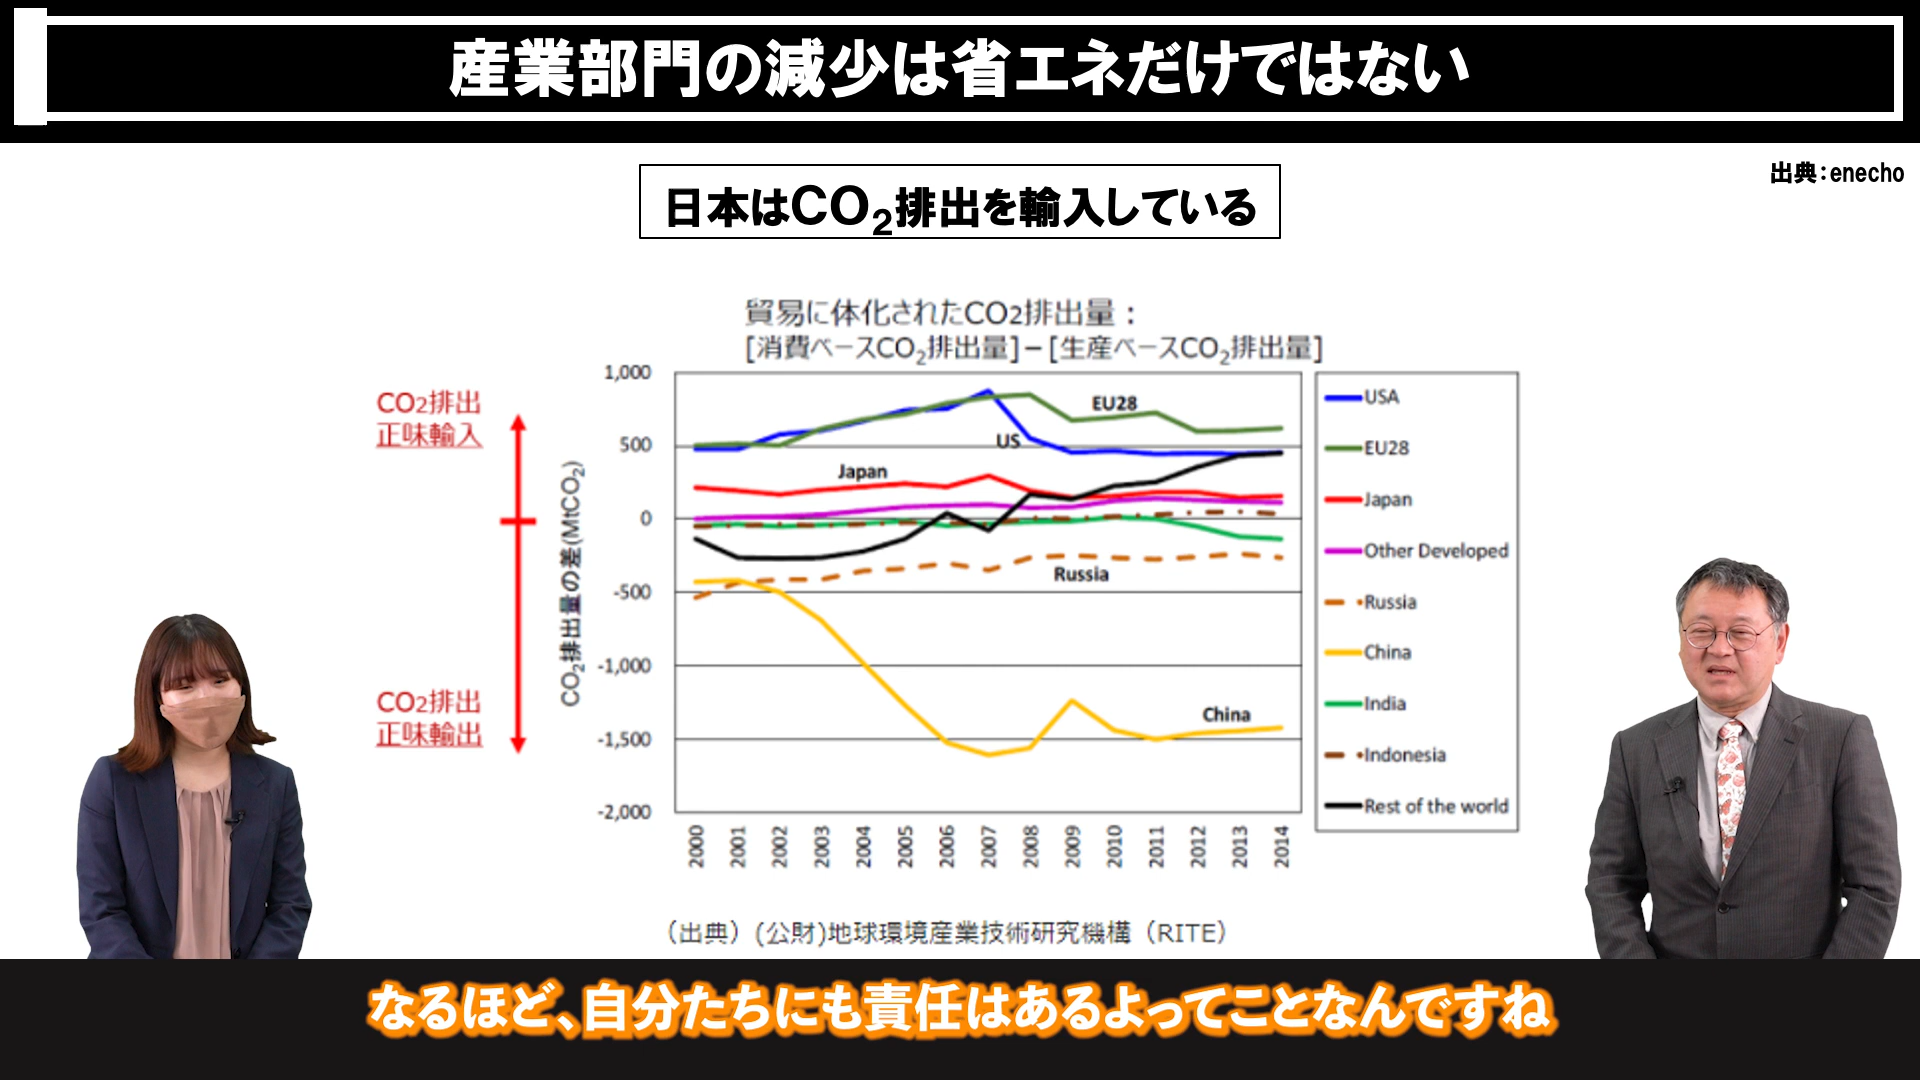 産業部門の減少は省エネだけではない
出典:enecho
日本はCO2排出を輸入している
貿易に体化されたCO2排出量:
[消費ベースCO2排出量]-[生産ベースCO2排出量]
CO2排出
正味輸入
CO2排出
正味輸出
CO2排出量の差(MtCO2)
1,000
500
0
-500
-1,000
-1,500
-2,000
EU28
US
Japan
Russia
China
2000 2001 2002 2003 2004 2005 2006 2007 2008 2009 2010 2011 2012 2013 2014
USA
EU28
Japan
Other Developed
Russia
China
India
Indonesia
Rest of the world
(出典)(公財)地球環境産業技術研究機構(RITE)
なるほど、自分たちにも責任はあるよってことなんですね